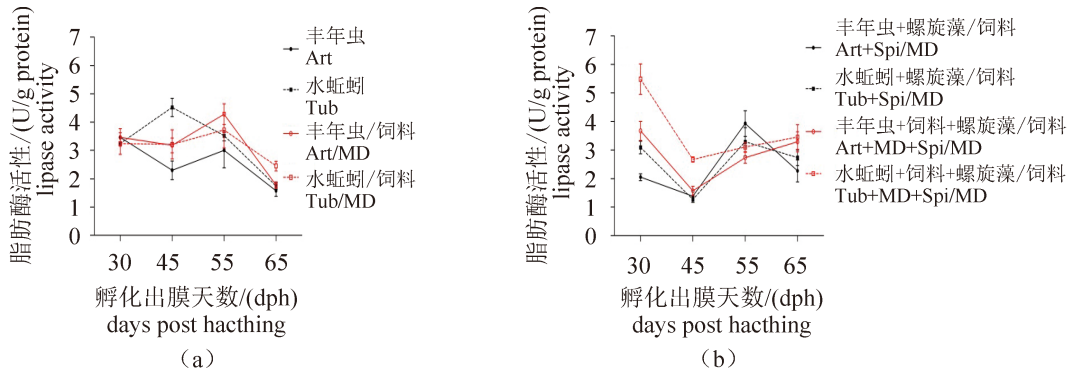 (a)
脂肪酶活性/(U/g protein)
lipase activity
7
6
5
4
3
2
1
0
30 45 55 65
孵化出膜天数/(dph)
days post hacthing
丰年虫
Art
水蚯蚓
Tub
丰年虫/饲料
Art/MD
水蚯蚓/饲料
Tub/MD
（a）
(b)
脂肪酶活性/(U/g protein)
lipase activity
7
6
5
4
3
2
1
0
30 45 55 65
孵化出膜天数/(dph)
days post hacthing
丰年虫+螺旋藻/饲料
Art+Spi/MD
水蚯蚓+螺旋藻/饲料
Tub+Spi/MD
丰年虫+饲料+螺旋藻/饲料
Art+MD+Spi/MD
水蚯蚓+饲料+螺旋藻/饲料
Tub+MD+Spi/MD
（b）